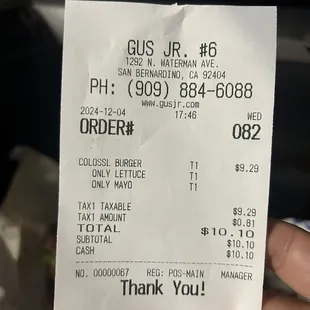 GUS JR. #6
1292 N. WATERMAN AVE.
SAN BERNARDINO, CA 92404
PH: (909) 884-6088
www.gusjr.com
2024-12-04 17:46 WED
ORDER# 082
COLOSSL BURGER T1 $9.29
ONLY LETTUCE T1
ONLY MAYO T1
TAX1 TAXABLE $9.29
TAX1 AMOUNT $0.81
TOTAL $10.10
SUBTOTAL $10.10
CASH $10.10
NO. 00000067 REG: POS-MAIN MANAGER
Thank You!